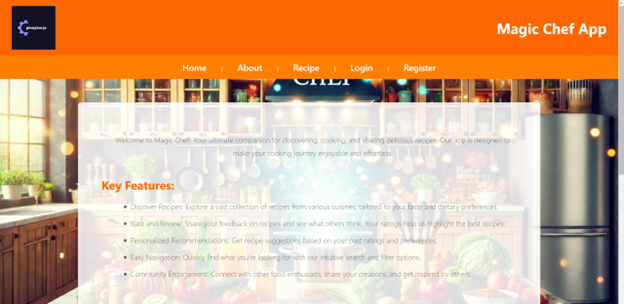 Magic Chef App
Home | About | Recipe | Login | Register
CHEF
Welcome to Magic Chef! Your ultimate companion for discovering, cooking, and sharing delicious recipes. Our app is designed to
make your cooking journey enjoyable and effortless.
Key Features:
• Discover Recipes: Explore a vast collection of recipes from various cuisines, tailored to your taste and dietary preferences.
• Rate and Review: Share your feedback on recipes and see what others think. Your ratings help us highlight the best recipes.
• Personalized Recommendations: Get recipe suggestions based on your past ratings and preferences.
• Easy Navigation: Quickly find what you're looking for with our intuitive search and filter options.
• Community Engagement: Connect with other food enthusiasts, share your creations, and get inspired by others.